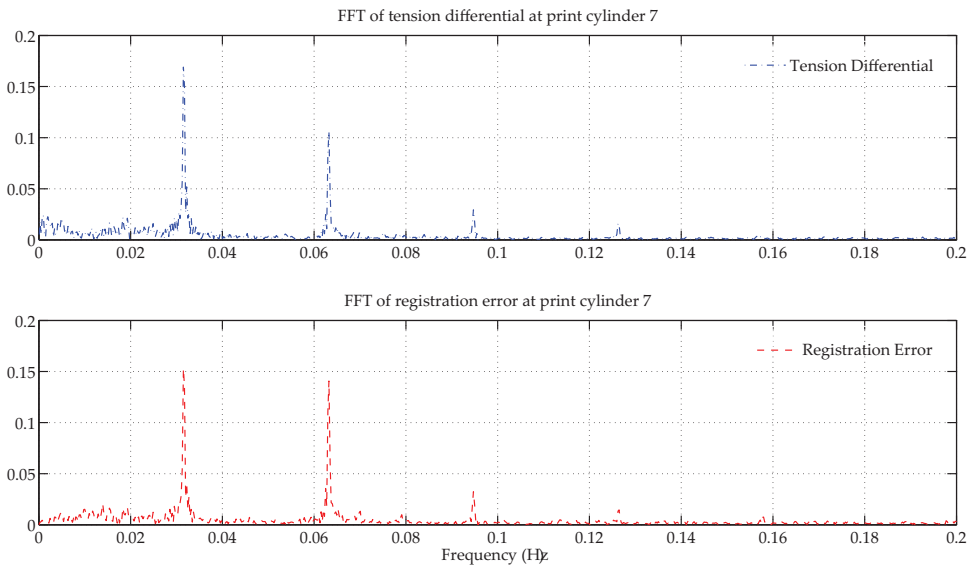 FFT of tension differential at print cylinder 7
0.2
0.15
0.1
0.05
0
Tension Differential
0 0.02 0.04 0.06 0.08 0.1 0.12 0.14 0.16 0.18 0.2
FFT of registration error at print cylinder 7
0.2
0.15
0.1
0.05
0
Registration Error
0 0.02 0.04 0.06 0.08 0.1 0.12 0.14 0.16 0.18 0.2
Frequency (Hz)